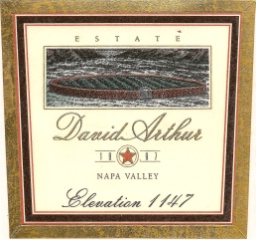 ESTATE
David Arthur
NAPA VALLEY
Elevation 1147